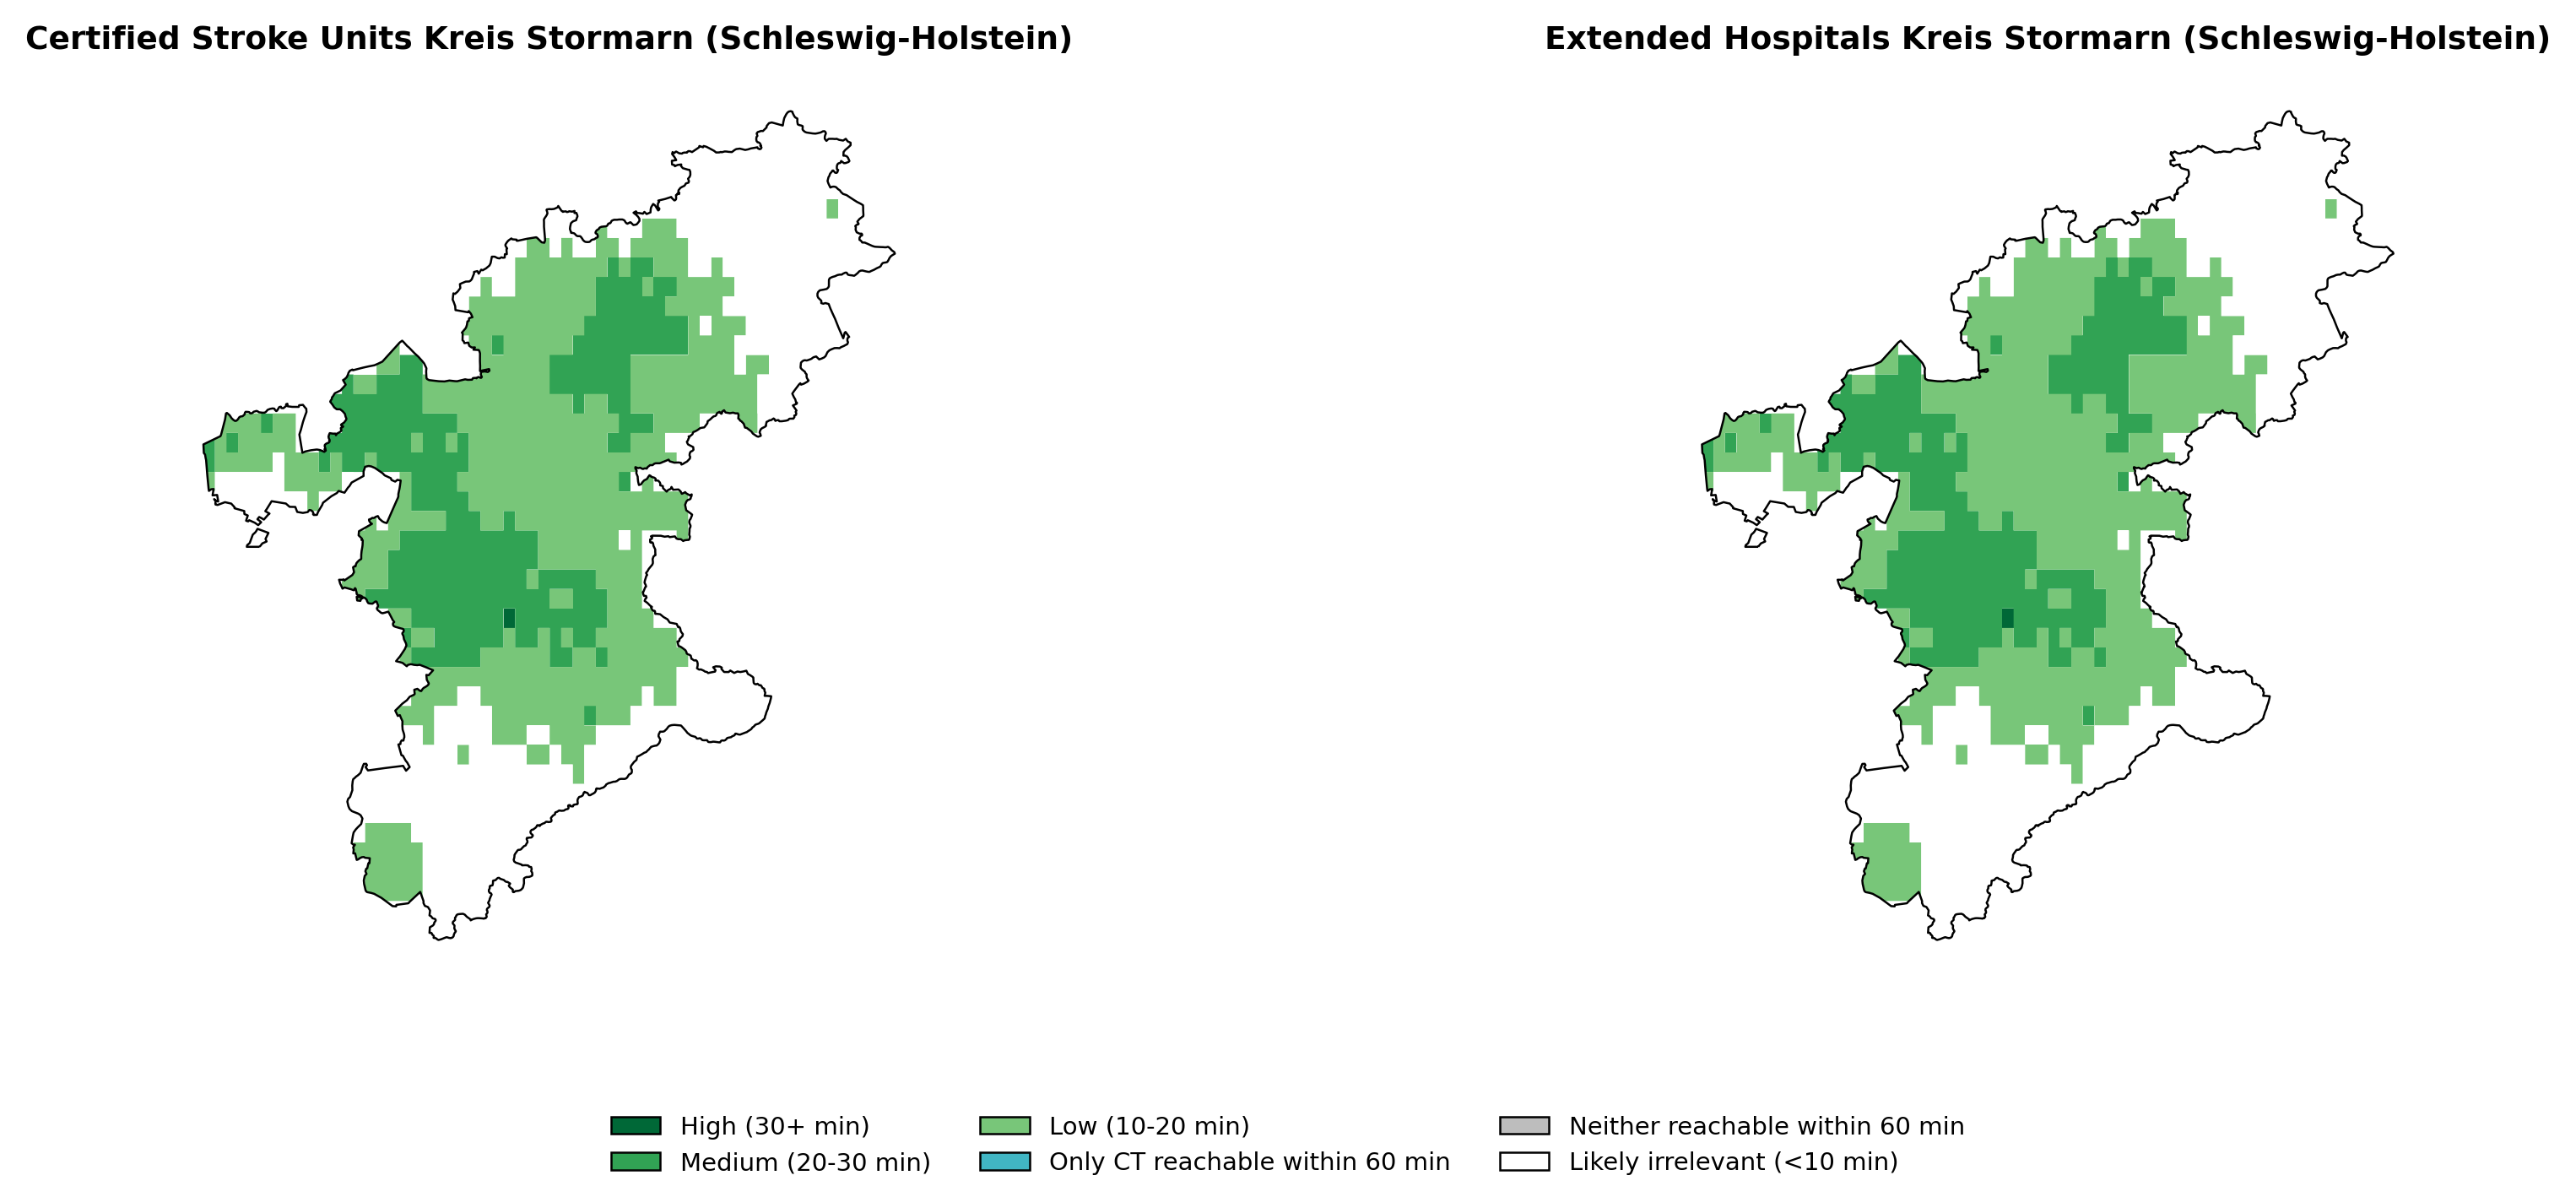 Certified Stroke Units Kreis Stormarn (Schleswig-Holstein)
Extended Hospitals Kreis Stormarn (Schleswig-Holstein)
High (30+ min)
Medium (20-30 min)
Low (10-20 min)
Only CT reachable within 60 min
Neither reachable within 60 min
Likely irrelevant (<10 min)